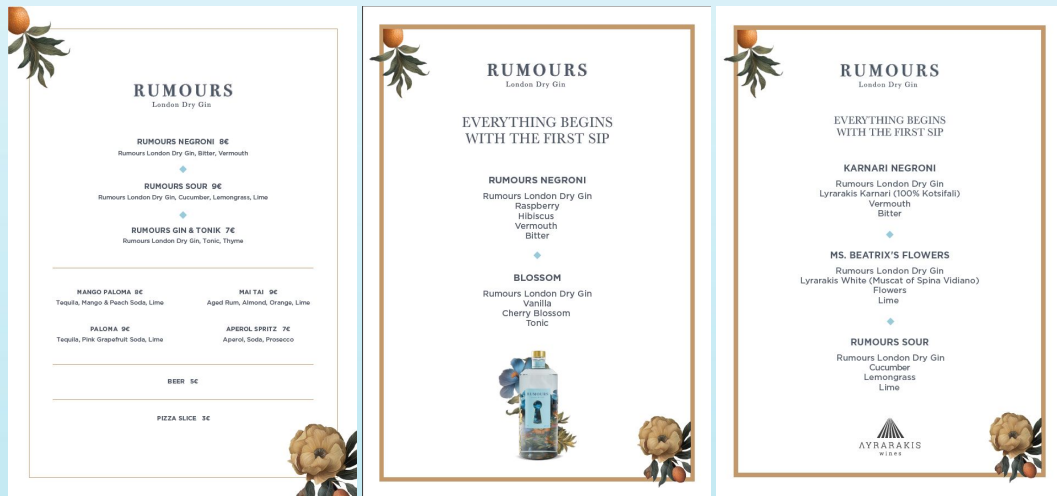 RUMOURS
London Dry Gin
RUMOURS NEGRONI 8€
Rumours London Dry Gin, Bitter, Vermouth
RUMOURS SOUR 9€
Rumours London Dry Gin, Cucumber, Lemongrass, Lime
RUMOURS GIN & TONIK 7€
Rumours London Dry Gin, Tonic, Thyme
MANGO PALOMA 8€
Tequila, Mango & Peach Soda, Lime
MAI TAI 9€
Aged Rum, Almond, Orange, Lime
PALOMA 9€
Tequila, Pink Grapefruit Soda, Lime
APEROL SPRITZ 7€
Aperol, Soda, Prosecco
BEER 5€
PIZZA SLICE 3€
RUMOURS
London Dry Gin
EVERYTHING BEGINS
WITH THE FIRST SIP
RUMOURS NEGRONI
Rumours London Dry Gin
Raspberry
Hibiscus
Vermouth
Bitter
BLOSSOM
Rumours London Dry Gin
Vanilla
Cherry Blossom
Tonic
RUMOURS
RUMOURS
London Dry Gin
EVERYTHING BEGINS
WITH THE FIRST SIP
KARNARI NEGRONI
Rumours London Dry Gin
Lyrarakis Karnari (100% Kotsifali)
Vermouth
Bitter
MS. BEATRIX'S FLOWERS
Rumours London Dry Gin
Lyrarakis White (Muscat of Spina Vidiano)
Flowers
Lime
RUMOURS SOUR
Rumours London Dry Gin
Cucumber
Lemongrass
Lime
ΛYRARAKIS
wines